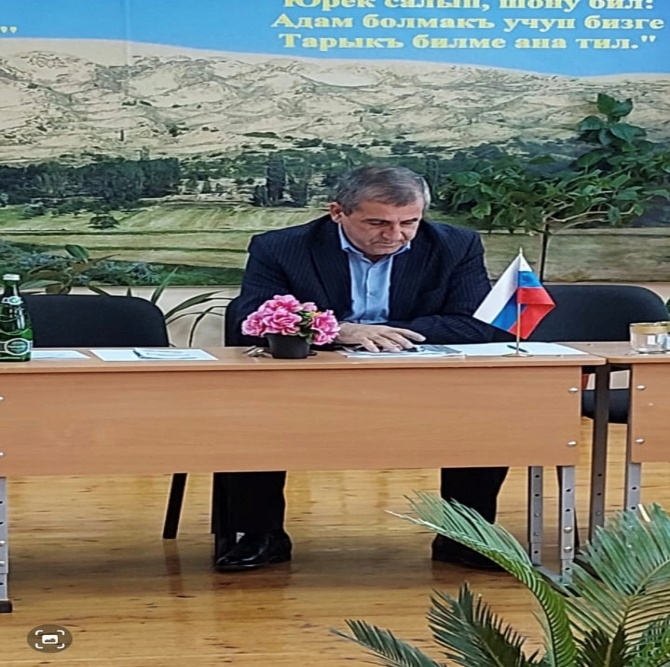 Юрек салып, шону бил:
Адам болмакъ учун бизге
Тарыкъ билме ана тил."
"